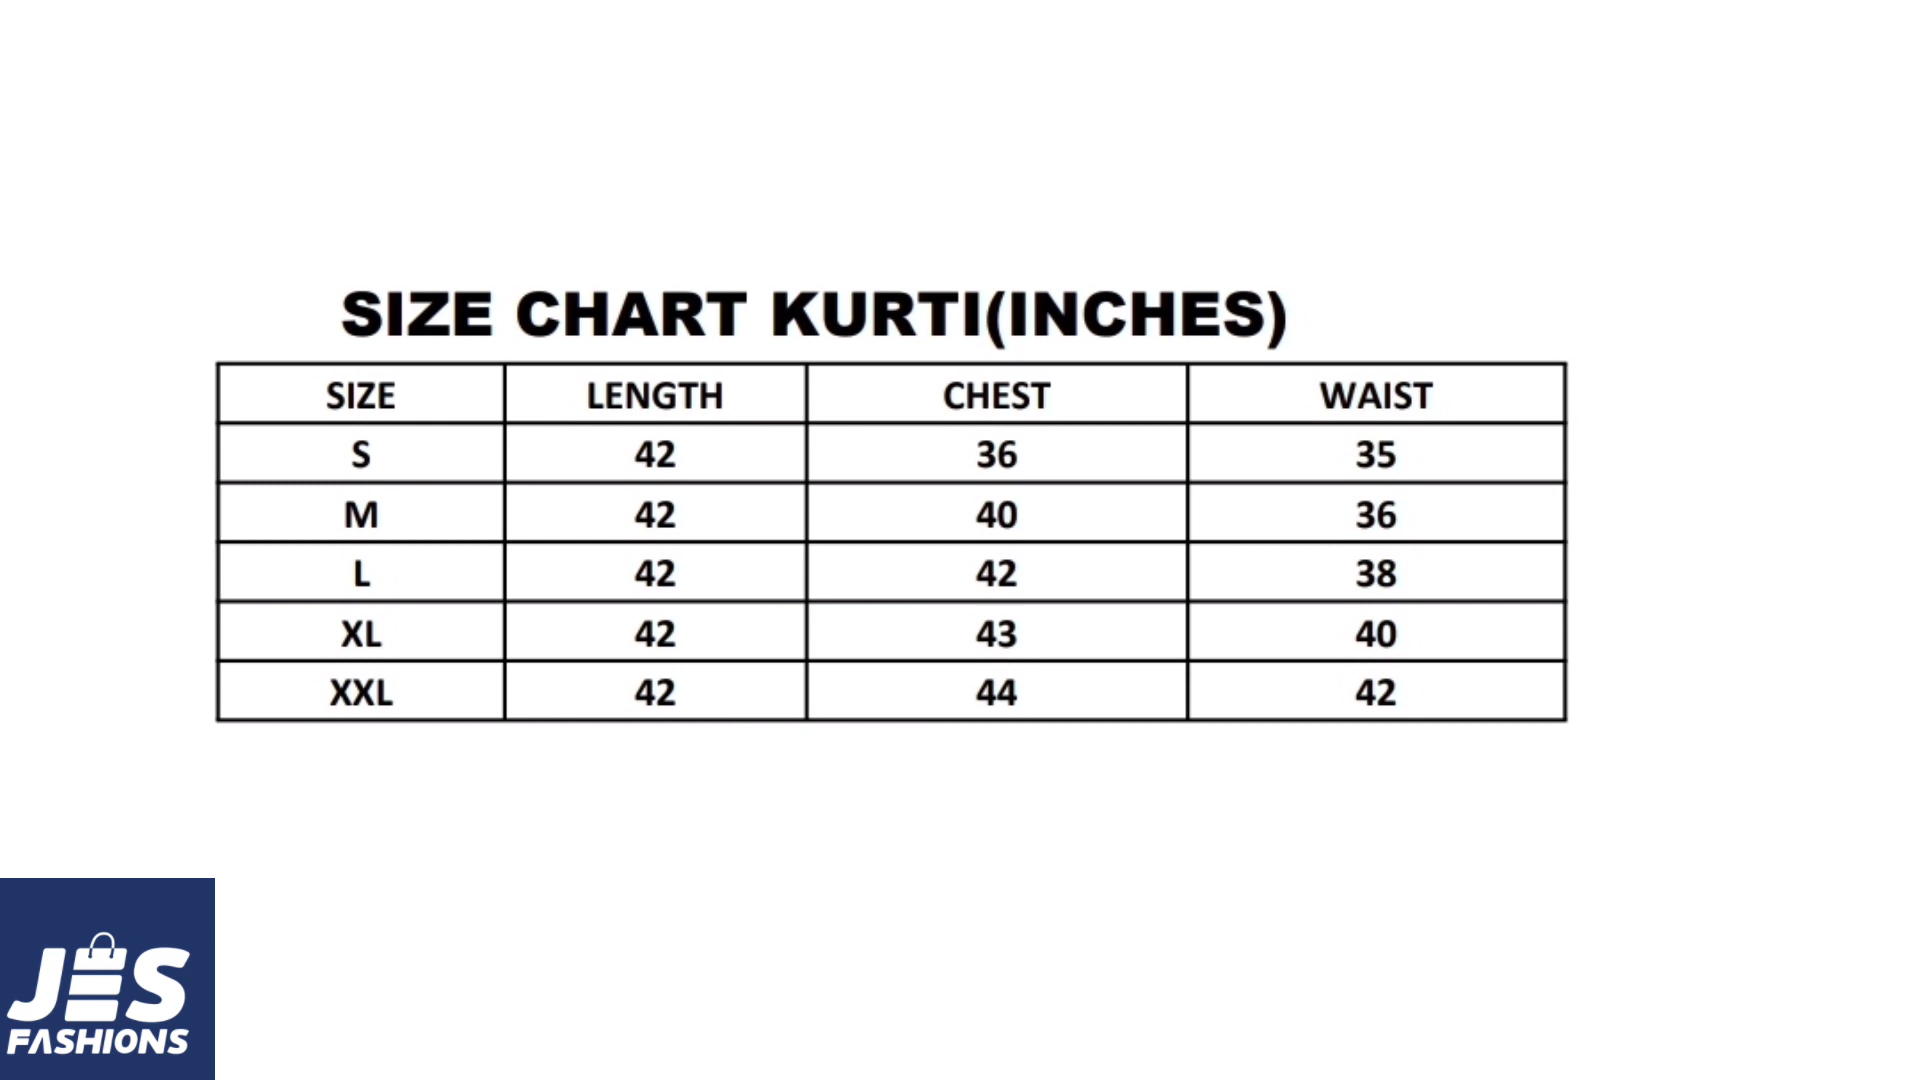 SIZE CHART KURTI(INCHES)
SIZE LENGTH CHEST WAIST
S 42 36 35
M 42 40 36
L 42 42 38
XL 42 43 40
XXL 42 44 42
JES
FASHIONS